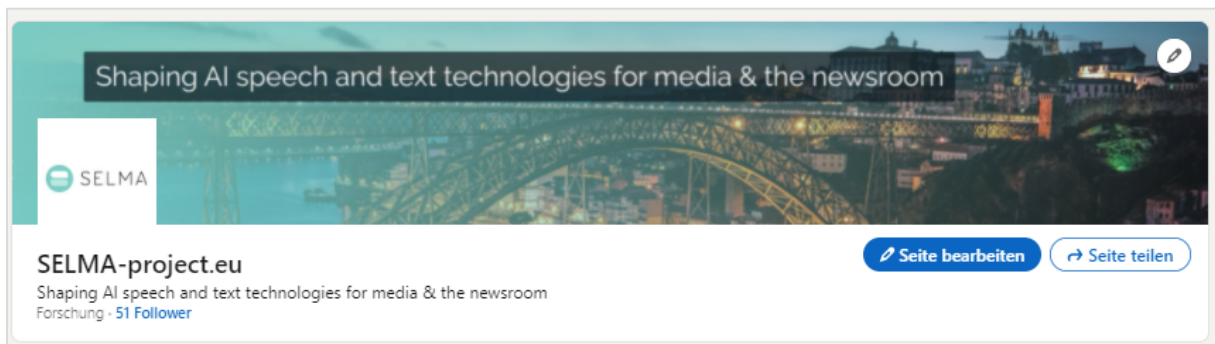 Shaping AI speech and text technologies for media & the newsroom
SELMA
SELMA-project.eu
Seite bearbeiten
Seite teilen
Shaping AI speech and text technologies for media & the newsroom
Forschung · 51 Follower